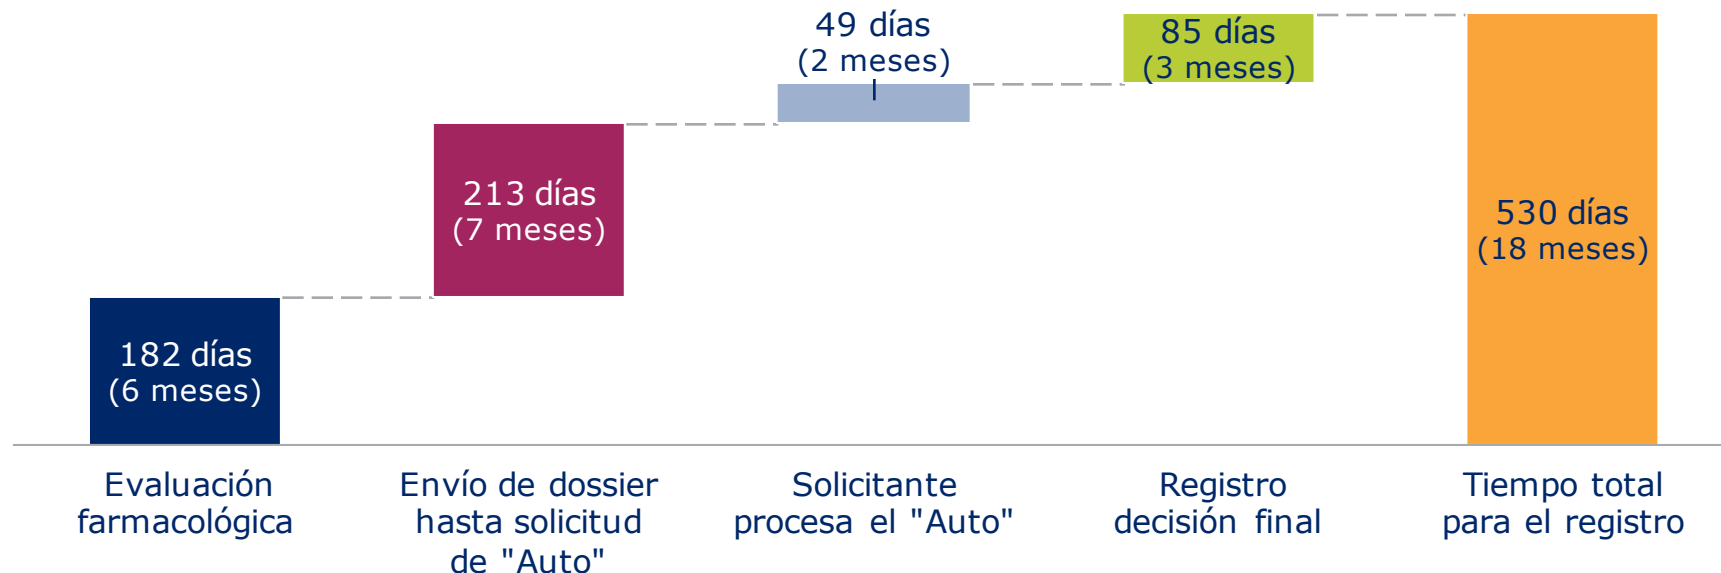 49 días
(2 meses)
85 días
(3 meses)
213 días
(7 meses)
530 días
(18 meses)
182 días
(6 meses)
Evaluación
farmacológica
Envío de dossier
hasta solicitud
de "Auto"
Solicitante
procesa el "Auto"
Registro
decisión final
Tiempo total
para el registro